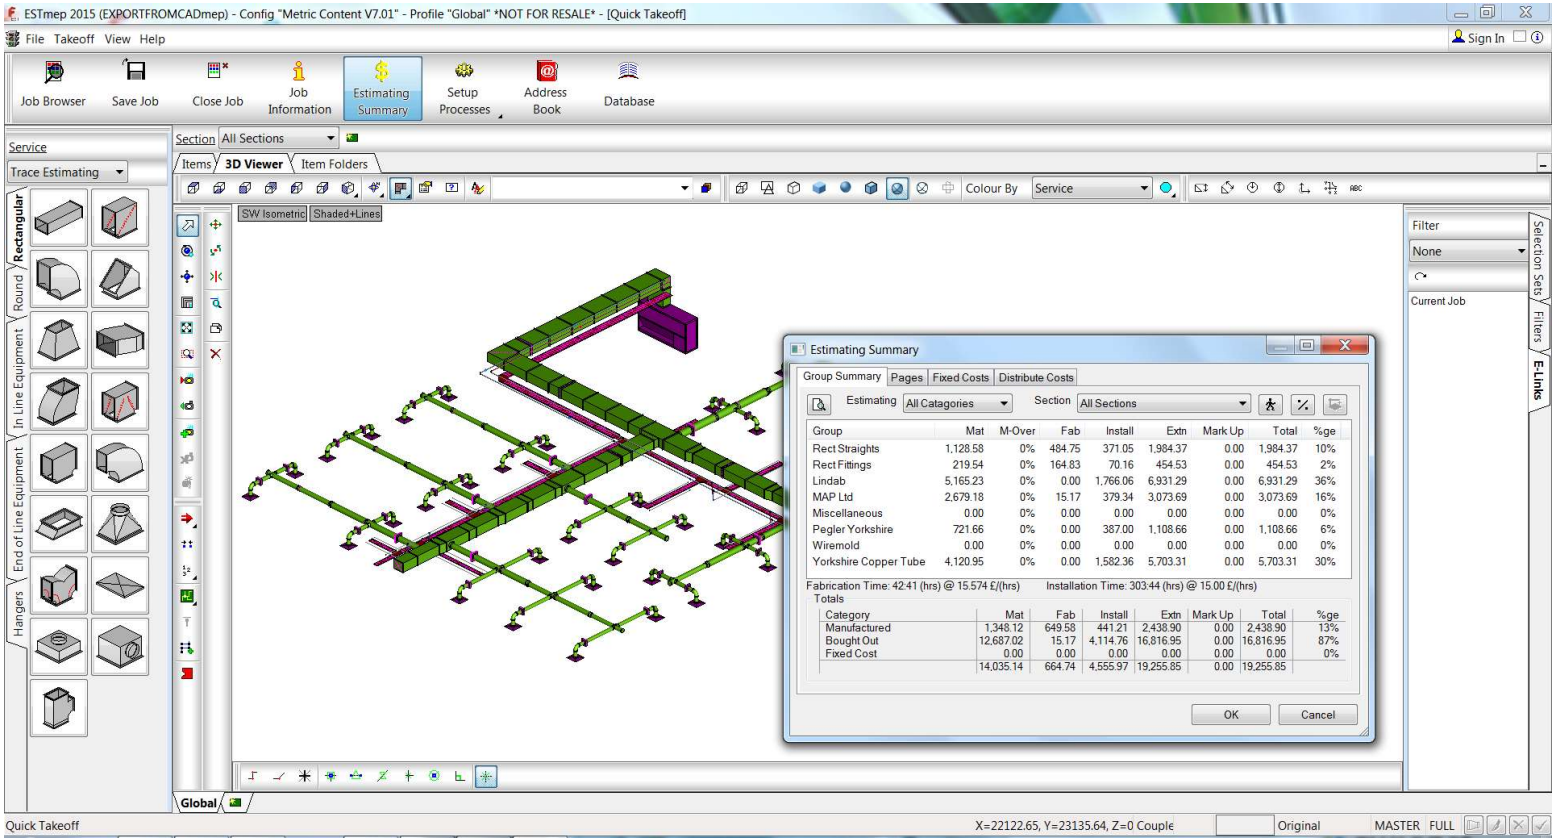 ESTmep 2015 (EXPORTFROMCADmep) - Config "Metric Content V7.01" - Profile "Global" *NOT FOR RESALE* - [Quick Takeoff]
File Takeoff View Help
Sign In
Job Browser Save Job Close Job Job Information Estimating Summary Setup Processes Address Book Database
Section All Sections
Service
Trace Estimating
Items 3D Viewer Item Folders
Colour By Service
ABC
SW Isometric Shaded+Lines
Rectangular
Round
In Line Equipment
End of Line Equipment
Hangers
Filter
None
Current Job
Selection Sets
Filters
E-Links
Estimating Summary
Group Summary Pages Fixed Costs Distribute Costs
Estimating All Catagories Section All Sections
Group Mat M-Over Fab Install Extn Mark Up Total %ge
Rect Straights 1,128.58 0% 484.75 371.05 1,984.37 0.00 1,984.37 10%
Rect Fittings 219.54 0% 164.83 70.16 454.53 0.00 454.53 2%
Lindab 5,165.23 0% 0.00 1,766.06 6,931.29 0.00 6,931.29 36%
MAP Ltd 2,679.18 0% 15.17 379.34 3,073.69 0.00 3,073.69 16%
Miscellaneous 0.00 0% 0.00 0.00 0.00 0.00 0.00 0%
Pegler Yorkshire 721.66 0% 0.00 387.00 1,108.66 0.00 1,108.66 6%
Wiremold 0.00 0% 0.00 0.00 0.00 0.00 0.00 0%
Yorkshire Copper Tube 4,120.95 0% 0.00 1,582.36 5,703.31 0.00 5,703.31 30%
Fabrication Time: 42:41 (hrs) @ 15.574 £/(hrs) Installation Time: 303:44 (hrs) @ 15.00 £/(hrs)
Totals
Category Mat Fab Install Extn Mark Up Total %ge
Manufactured 1,348.12 649.58 441.21 2,438.90 0.00 2,438.90 13%
Bought Out 12,687.02 15.17 4,114.76 16,816.95 0.00 16,816.95 87%
Fixed Cost 0.00 0.00 0.00 0.00 0.00 0.00 0%
14,035.14 664.74 4,555.97 19,255.85 0.00 19,255.85
OK Cancel
Global
Quick Takeoff X=22122.65, Y=23135.64, Z=0 Couple Original MASTER FULL